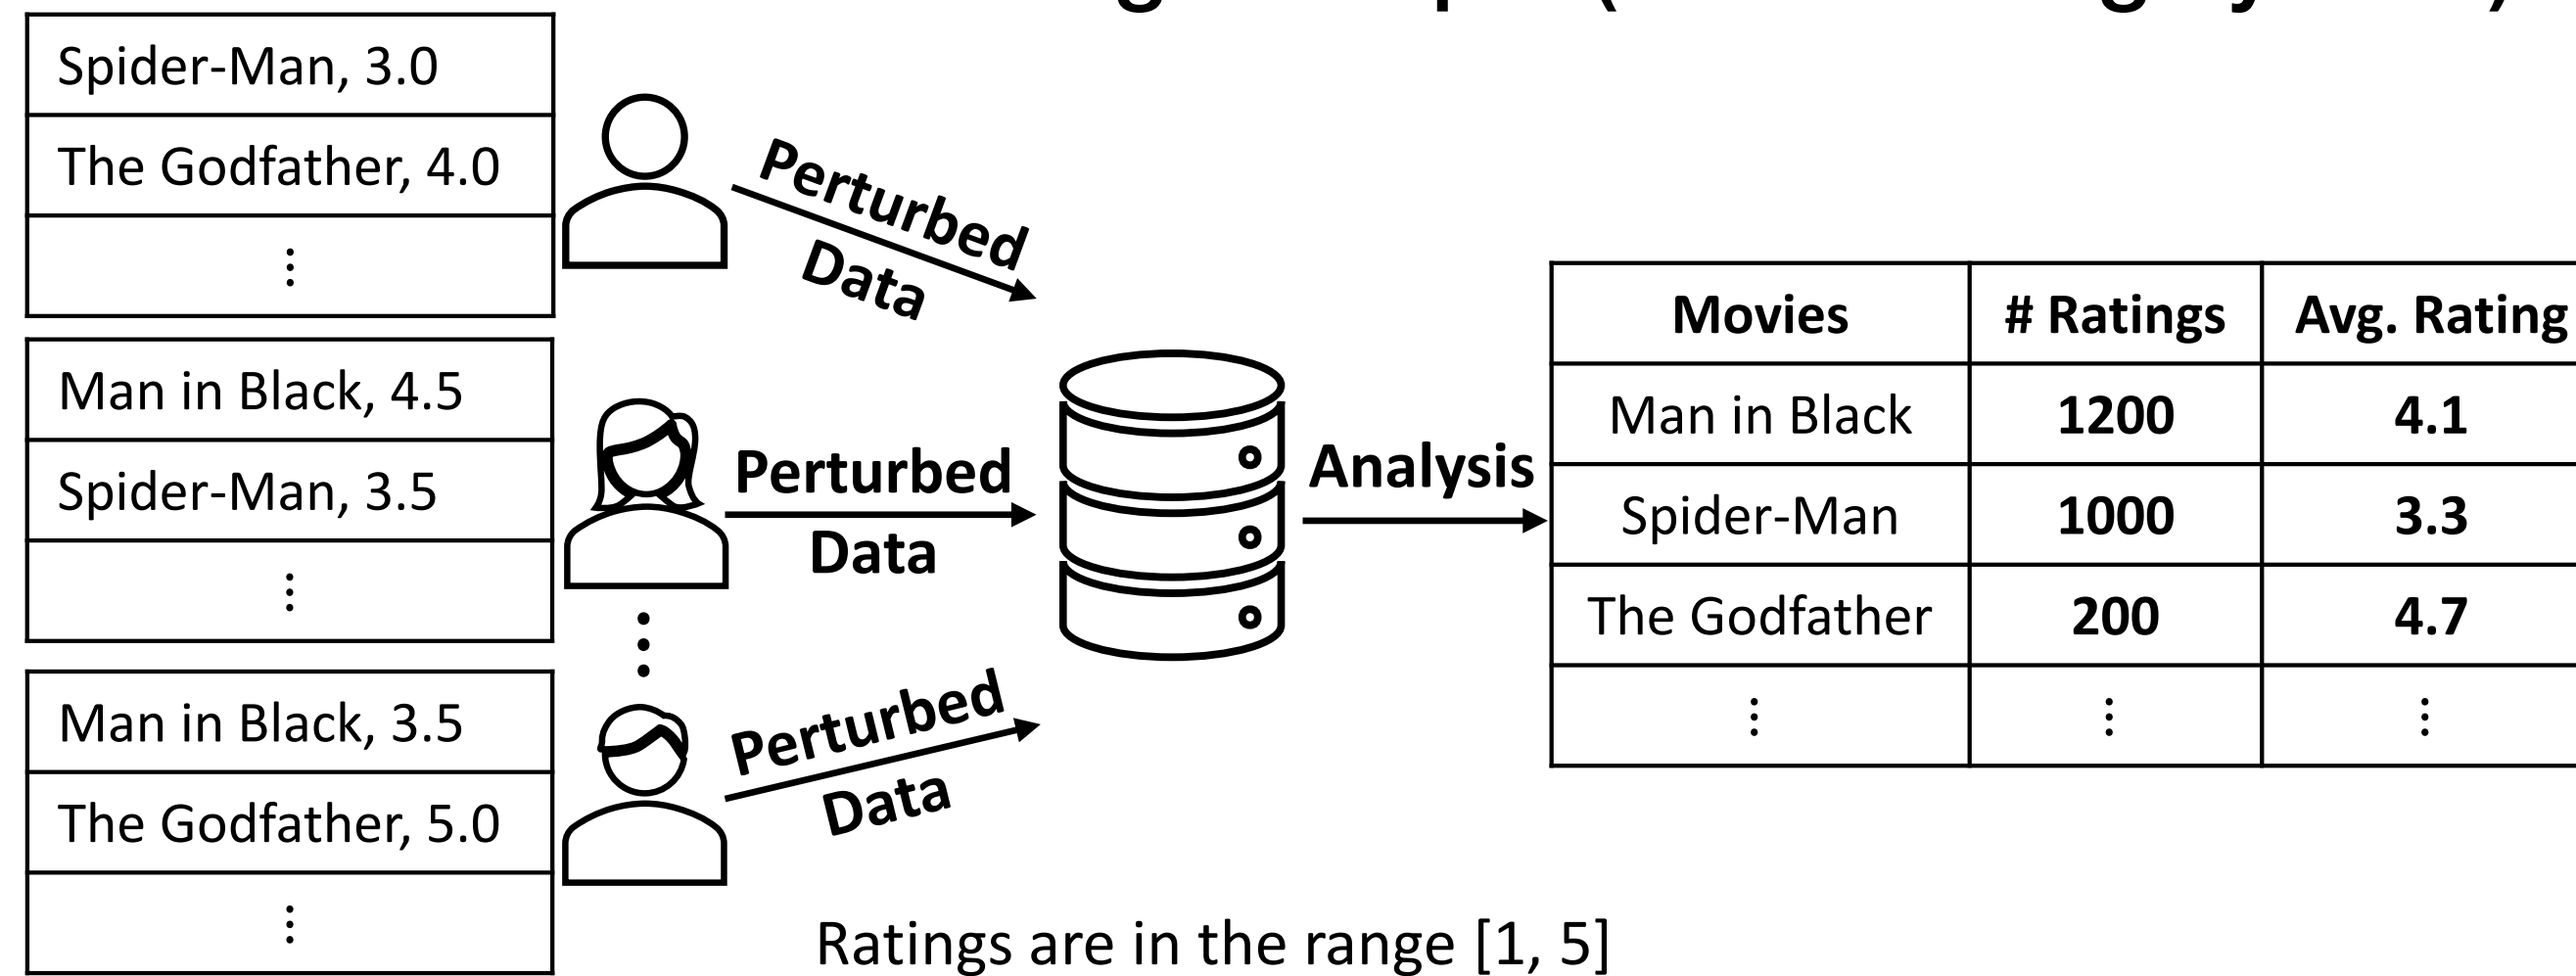 Spider-Man, 3.0
The Godfather, 4.0
⋮
Man in Black, 4.5
Spider-Man, 3.5
⋮
Man in Black, 3.5
The Godfather, 5.0
⋮
Perturbed
Data
Perturbed
Data
⋮
Perturbed
Data
Analysis
Movies # Ratings Avg. Rating
Man in Black 1200 4.1
Spider-Man 1000 3.3
The Godfather 200 4.7
⋮ ⋮ ⋮
Ratings are in the range [1, 5]